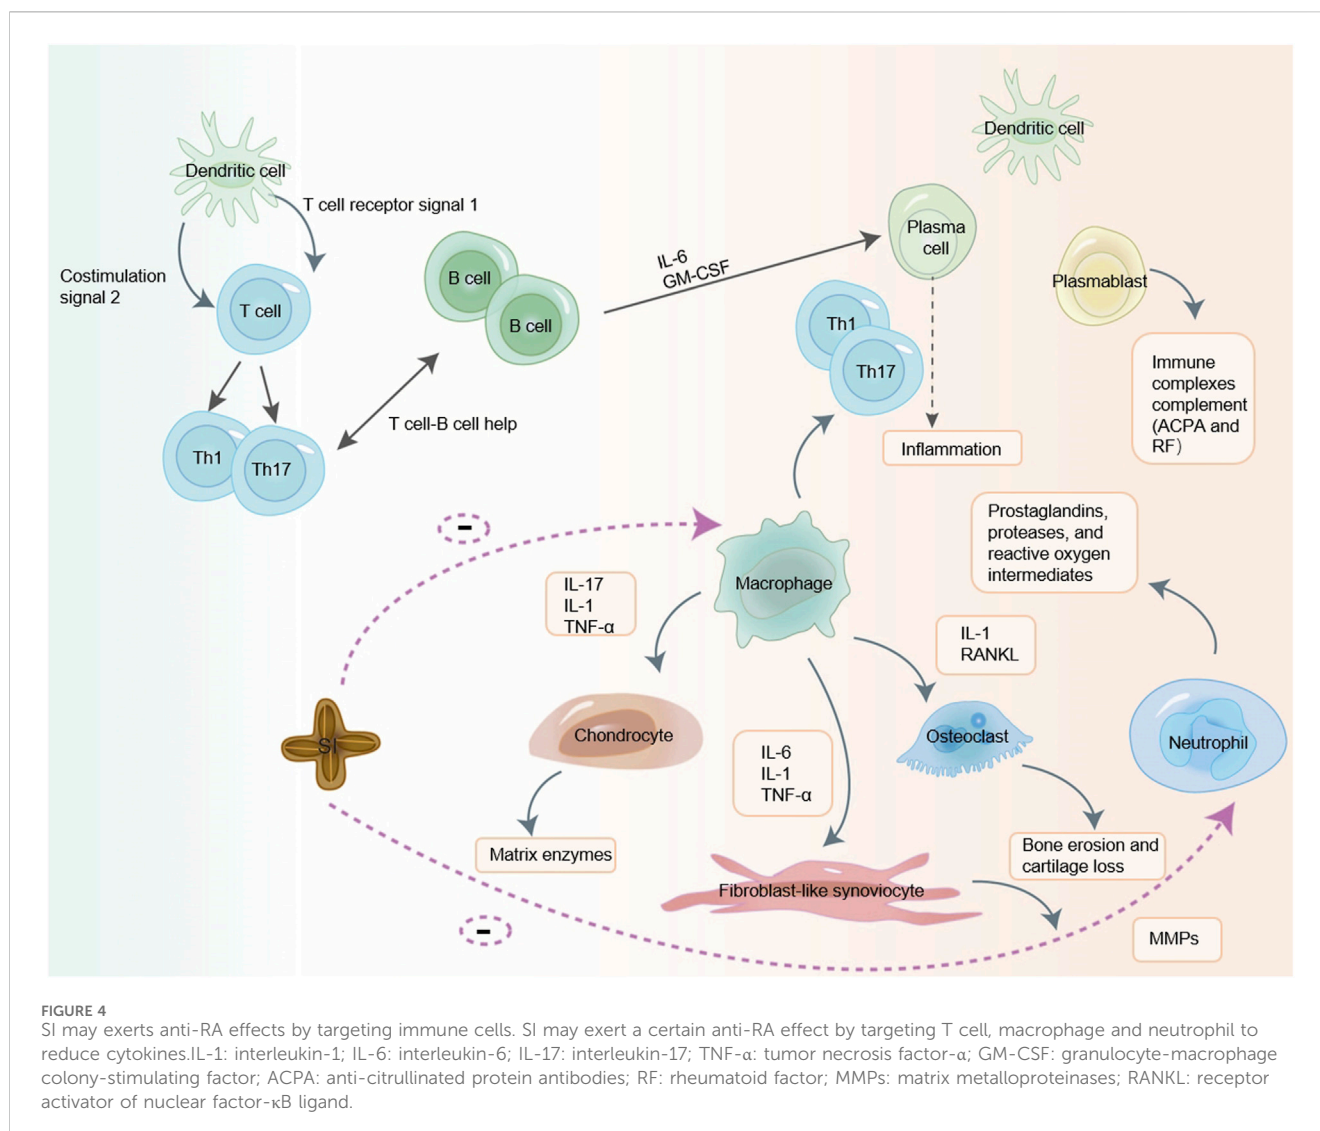 Dendritic cell
Dendritic cell
T cell receptor signal 1
Costimulation
signal 2
T cell
B cell
B cell
IL-6
GM-CSF
Plasma
cell
Plasmablast
Th1
Th17
Immune
complexes
complement
(ACPA and
RF)
T cell-B cell help
Th1
Th17
Inflammation
Prostaglandins,
proteases, and
reactive oxygen
intermediates
-
Macrophage
IL-17
IL-1
TNF-α
IL-1
RANKL
SI
Chondrocyte
Osteoclast
Neutrophil
IL-6
IL-1
TNF-α
Matrix enzymes
Bone erosion and
cartilage loss
Fibroblast-like synoviocyte
-
MMPs
FIGURE 4
SI may exerts anti-RA effects by targeting immune cells. SI may exert a certain anti-RA effect by targeting T cell, macrophage and neutrophil to
reduce cytokines.IL-1: interleukin-1; IL-6: interleukin-6; IL-17: interleukin-17; TNF-α: tumor necrosis factor-α; GM-CSF: granulocyte-macrophage
colony-stimulating factor; ACPA: anti-citrullinated protein antibodies; RF: rheumatoid factor; MMPs: matrix metalloproteinases; RANKL: receptor
activator of nuclear factor-κB ligand.